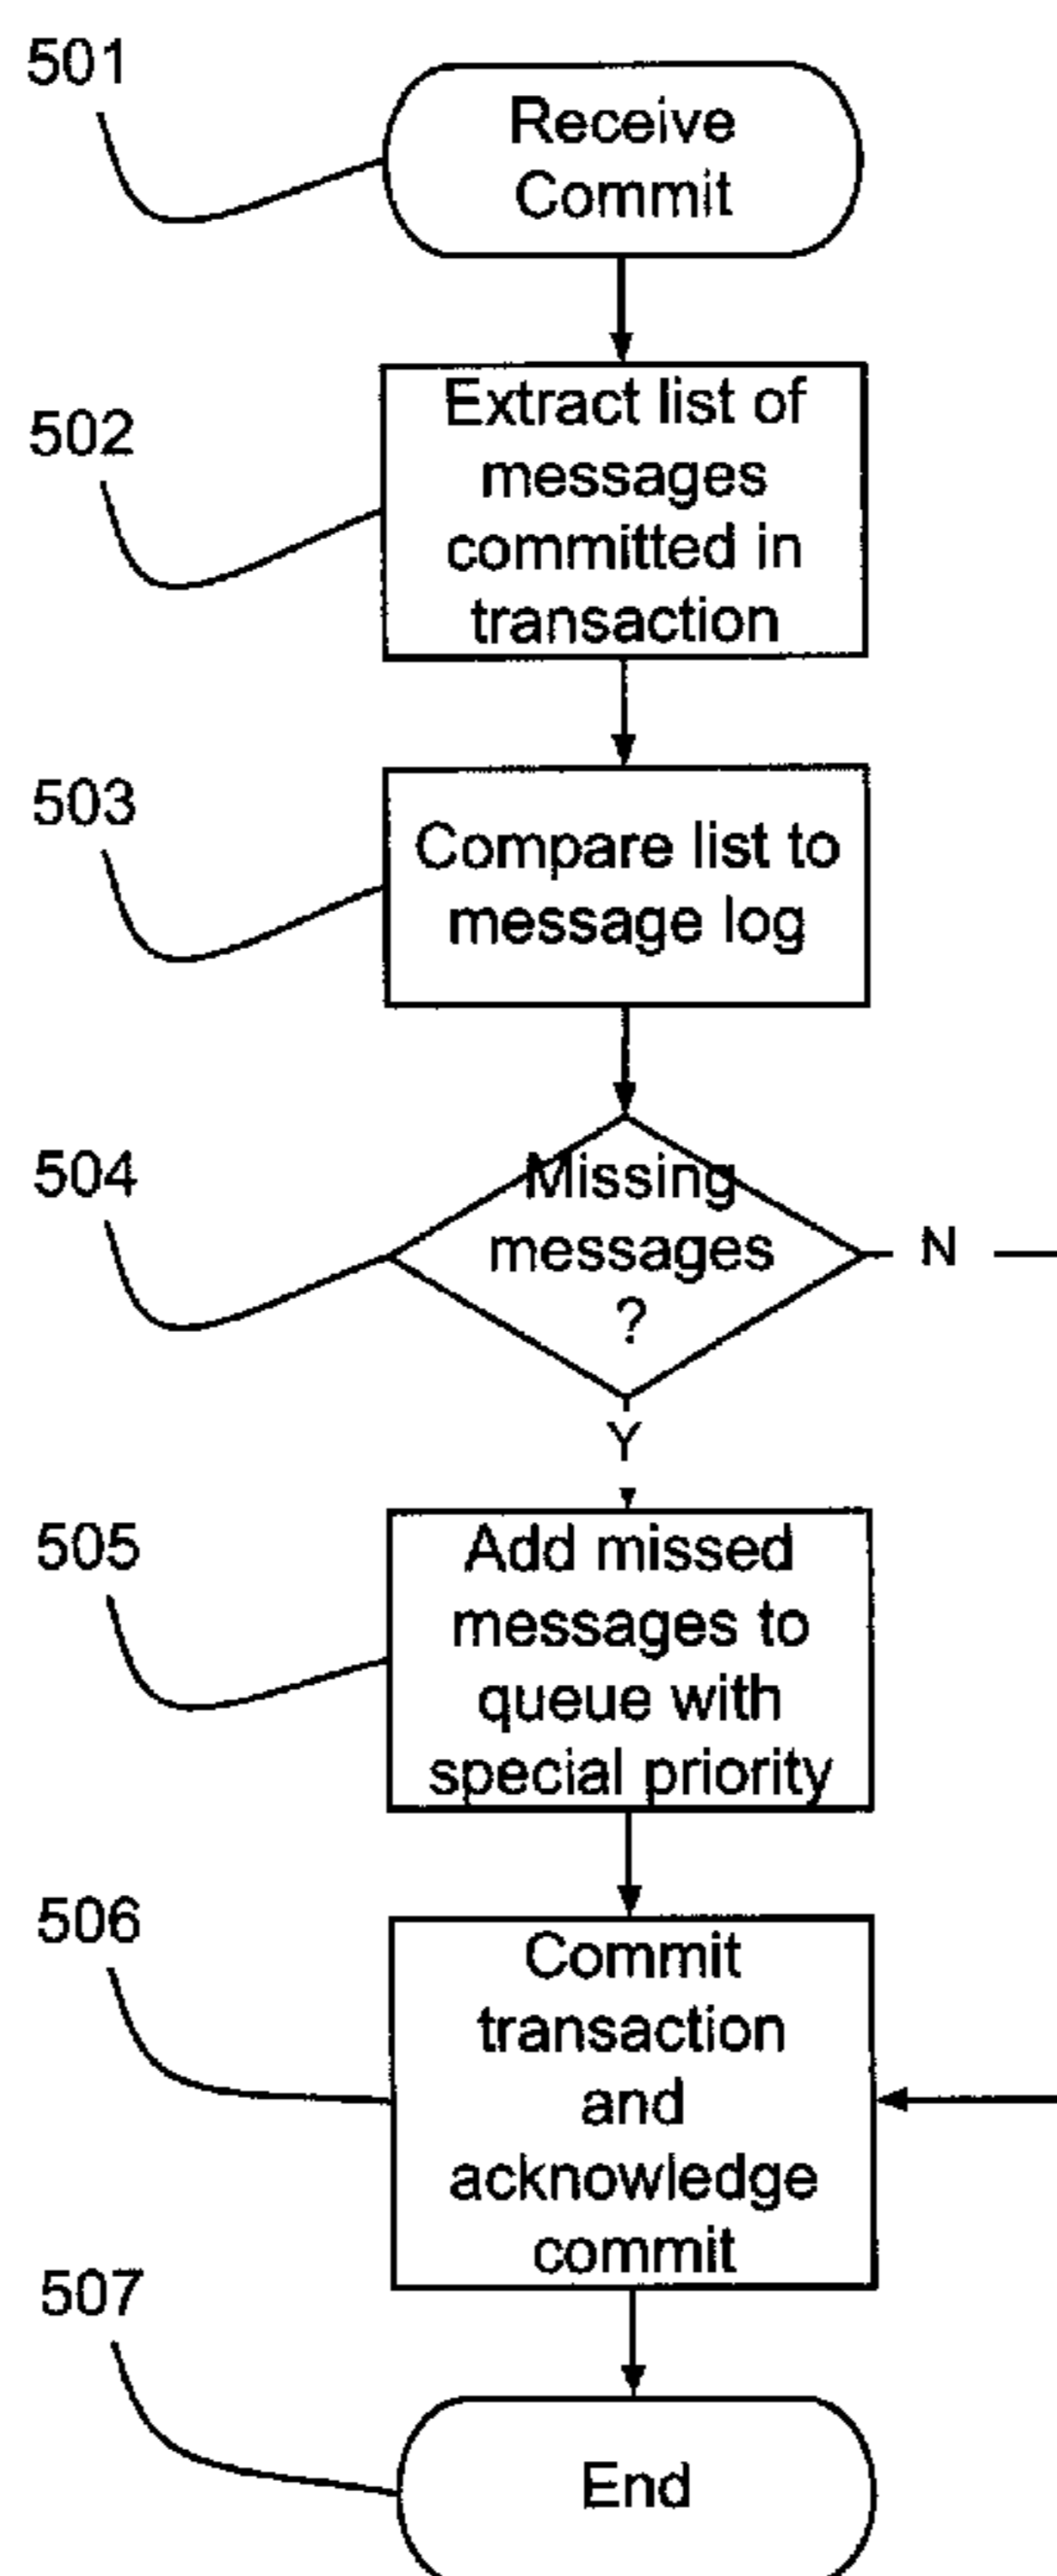 501
Receive
Commit
502
Extract list of
messages
committed in
transaction
503
Compare list to
message log
504
Missing
messages
?
N
Y
505
Add missed
messages to
queue with
special priority
506
Commit
transaction
and
acknowledge
commit
507
End